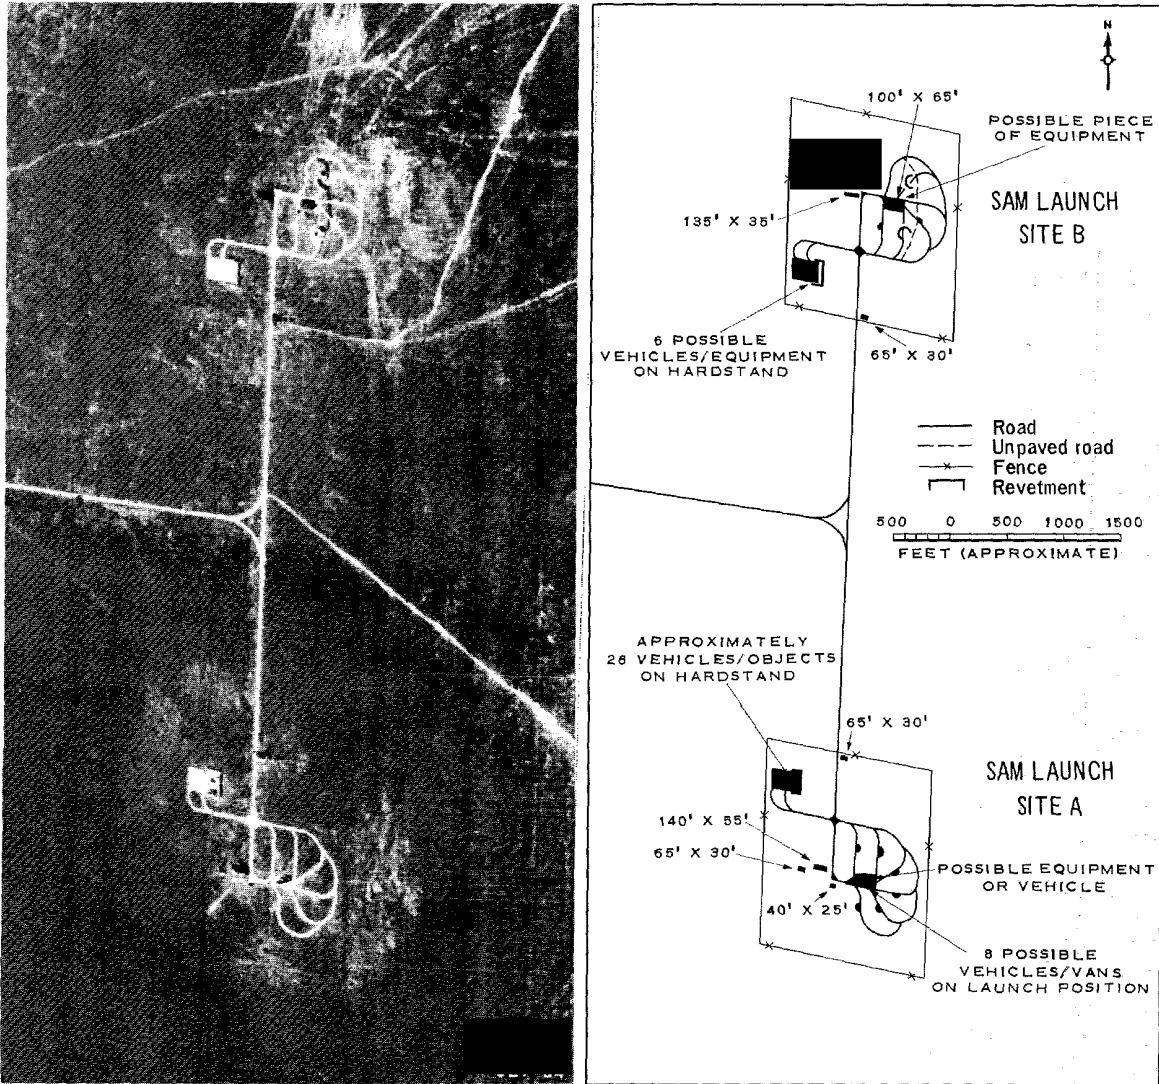 N
100' X 65'
POSSIBLE PIECE
OF EQUIPMENT
SAM LAUNCH
SITE B
135' X 35'
6 POSSIBLE
VEHICLES/EQUIPMENT
ON HARDSTAND
65' X 30'
Road
Unpaved road
Fence
Revetment
500 0 500 1000 1500
FEET (APPROXIMATE)
APPROXIMATELY
26 VEHICLES/OBJECTS
ON HARDSTAND
65' X 30'
SAM LAUNCH
SITE A
140' X 55'
65' X 30'
POSSIBLE EQUIPMENT
OR VEHICLE
40' X 25'
8 POSSIBLE
VEHICLES/VANS
ON LAUNCH POSITION